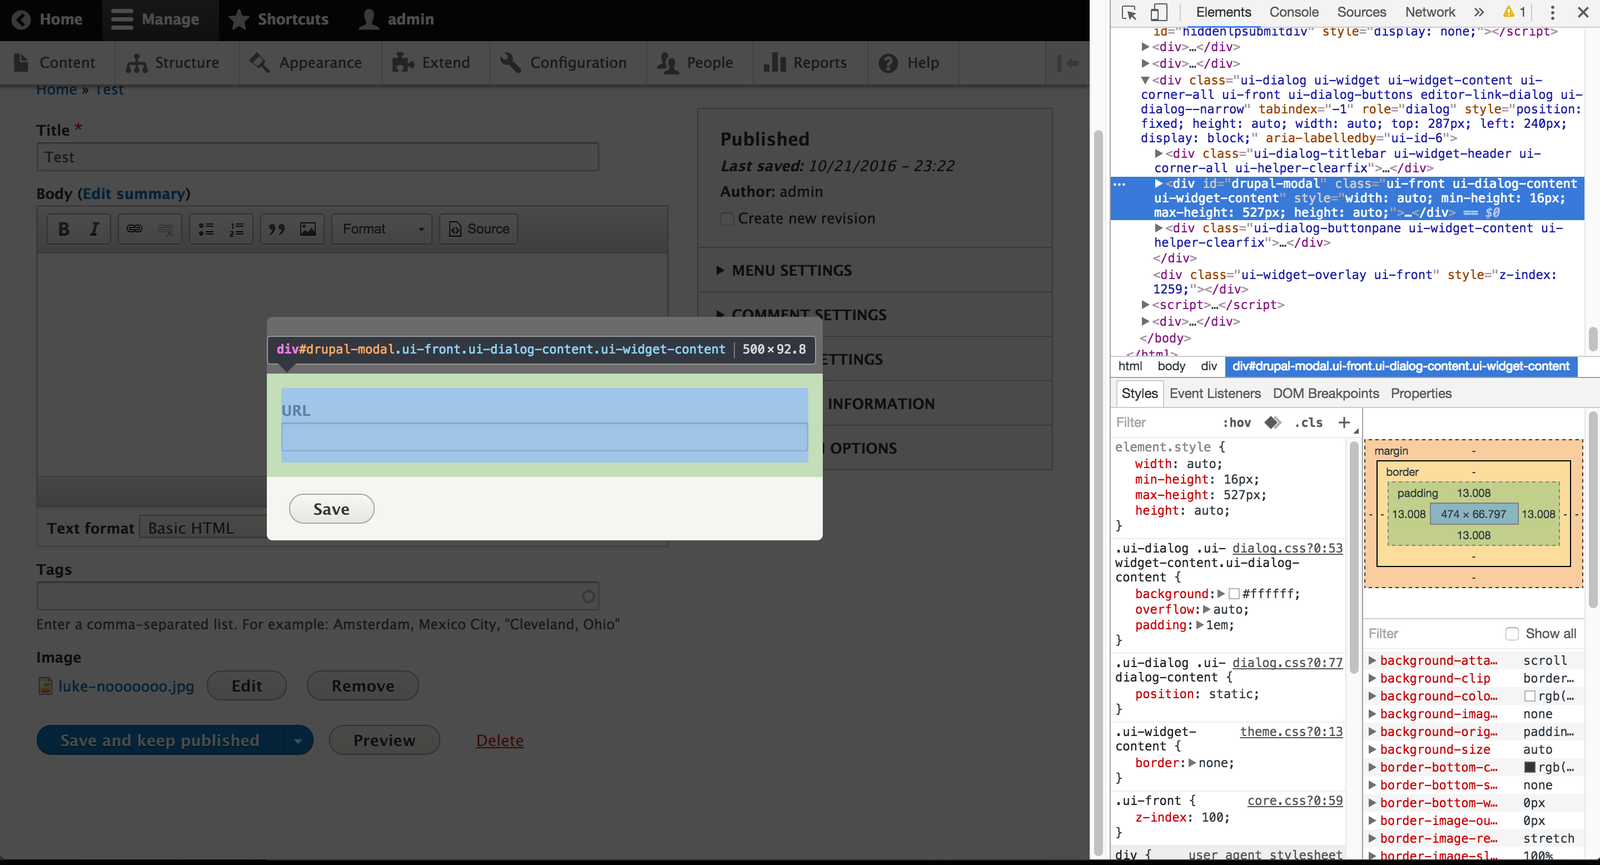 Home
Manage
Shortcuts
admin
Content
Structure
Appearance
Extend
Configuration
People
Reports
Help
Home » Test
Title *
Test
Body (Edit summary)
B I
Format
Source
Text format Basic HTML
Tags
Enter a comma-separated list. For example: Amsterdam, Mexico City, "Cleveland, Ohio"
Image
luke-nooooooo.jpg
Edit
Remove
Save and keep published
Preview
Delete
Published
Last saved: 10/21/2016 – 23:22
Author: admin
Create new revision
MENU SETTINGS
COMMENT SETTINGS
ETTINGS
INFORMATION
OPTIONS
div#drupal-modal.ui-front.ui-dialog-content.ui-widget-content | 500×92.8
URL
Save
Elements Console Sources Network » 1
id="hiddenlpsubmitdiv" style="display: none;"></script>
▶<div>…</div>
▶<div>…</div>
▼<div class="ui-dialog ui-widget ui-widget-content ui-
corner-all ui-front ui-dialog-buttons editor-link-dialog ui-
dialog--narrow" tabindex="-1" role="dialog" style="position:
fixed; height: auto; width: auto; top: 287px; left: 240px;
display: block;" aria-labelledby="ui-id-6">
▶<div class="ui-dialog-titlebar ui-widget-header ui-
corner-all ui-helper-clearfix">…</div>
… ▶<div id="drupal-modal" class="ui-front ui-dialog-content
ui-widget-content" style="width: auto; min-height: 16px;
max-height: 527px; height: auto;">…</div> == $0
▶<div class="ui-dialog-buttonpane ui-widget-content ui-
helper-clearfix">…</div>
</div>
<div class="ui-widget-overlay ui-front" style="z-index:
1259;"></div>
▶<script>…</script>
▶<div>…</div>
</body>
</html>
html body div div#drupal-modal.ui-front.ui-dialog-content.ui-widget-content
Styles Event Listeners DOM Breakpoints Properties
Filter :hov .cls +
element.style {
width: auto;
min-height: 16px;
max-height: 527px;
height: auto;
}
.ui-dialog .ui- dialog.css?0:53
widget-content.ui-dialog-
content {
background:▶#ffffff;
overflow:▶auto;
padding:▶1em;
}
.ui-dialog .ui- dialog.css?0:77
dialog-content {
position: static;
}
.ui-widget- theme.css?0:13
content {
border:▶none;
}
.ui-front { core.css?0:59
z-index: 100;
}
div { user agent stylesheet
margin -
border -
padding 13.008
- - 13.008 474 × 66.797 13.008 - -
13.008
-
-
Filter Show all
▶background-atta… scroll
▶background-clip border…
▶background-colo… rgb(…
▶background-imag… none
▶background-orig… paddin…
▶background-size auto
▶border-bottom-c… rgb(…
▶border-bottom-s… none
▶border-bottom-w… 0px
▶border-image-ou… 0px
▶border-image-re… stretch
▶border-image-sl… 100%